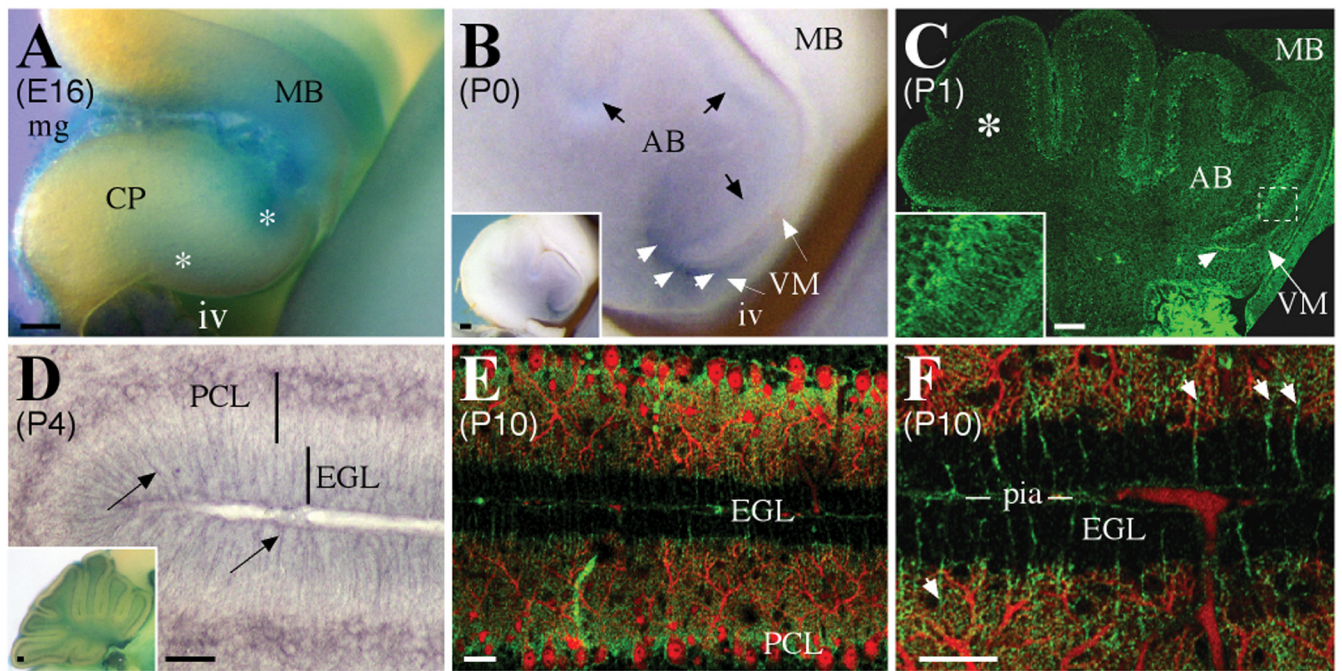 A
(E16)
mg
MB
CP
*
*
iv
B
(P0)
MB
AB
VM
iv
C
(P1)
MB
*
AB
VM
D
(P4)
PCL
EGL
E
(P10)
EGL
PCL
F
(P10)
pia
EGL